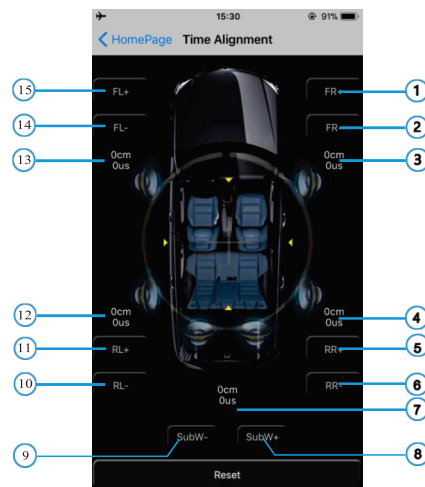 15:30
91%
HomePage Time Alignment
15 FL+ FR+ 1
14 FL- FR- 2
13 0cm 0cm 3
0us 0us
12 0cm 0cm 4
0us 0us
11 RL+ RR+ 5
10 RL- RR- 6
0cm
0us 7
SubW- SubW+
9 8
Reset